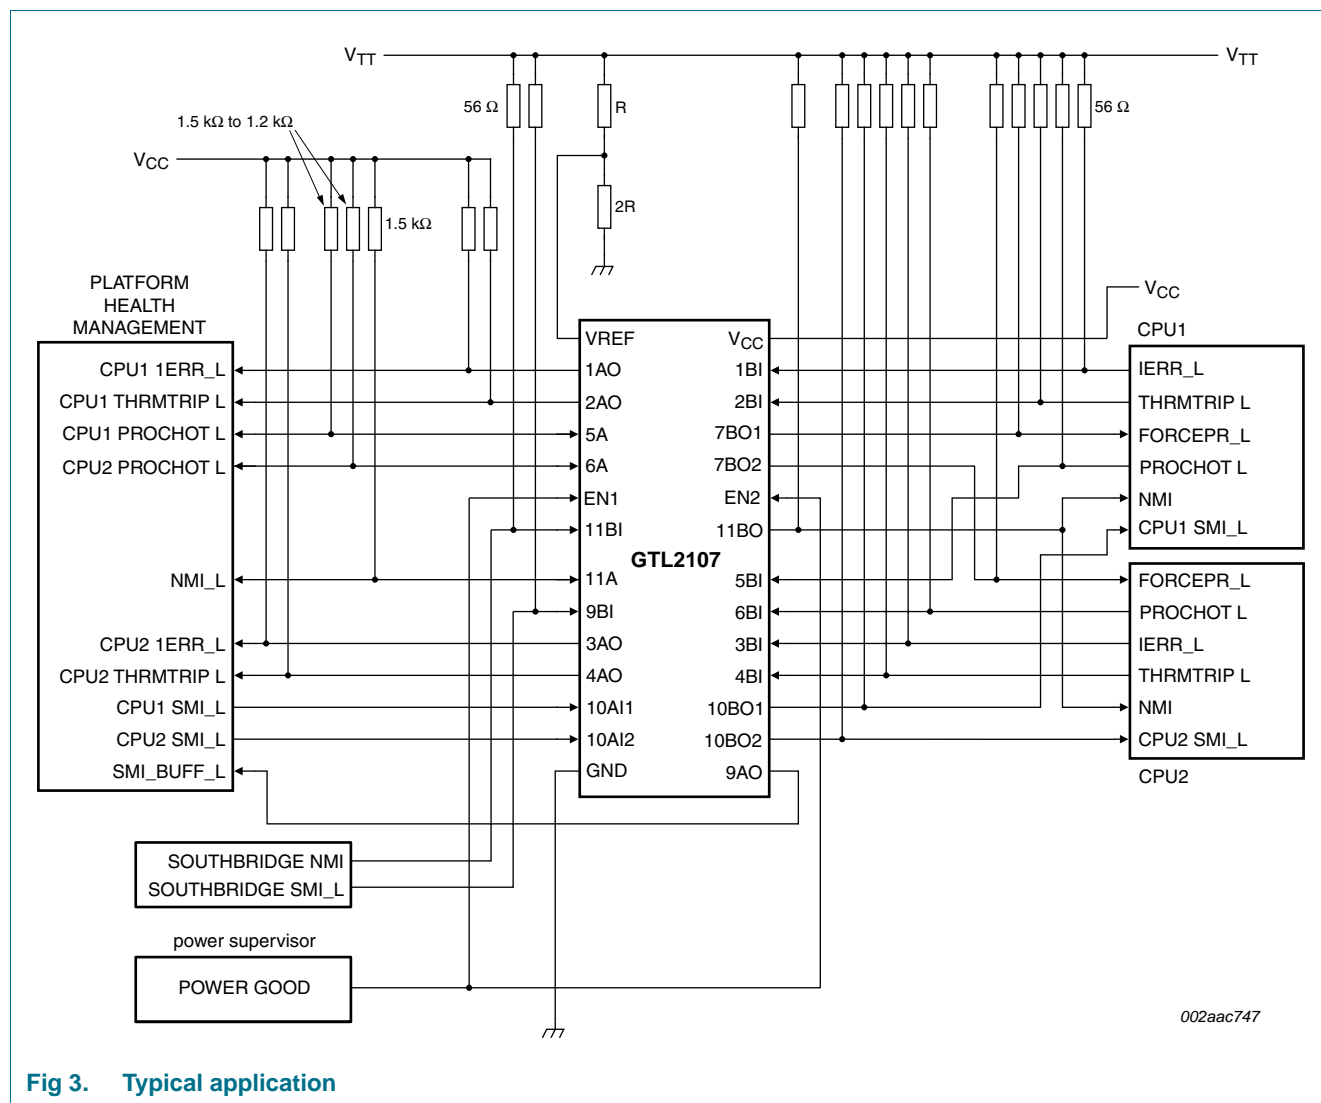 VTT
VTT
56 Ω
R
56 Ω
1.5 kΩ to 1.2 kΩ
VCC
2R
1.5 kΩ
PLATFORM
HEALTH
MANAGEMENT
CPU1 1ERR_L
CPU1 THRMTRIP L
CPU1 PROCHOT L
CPU2 PROCHOT L
NMI_L
CPU2 1ERR_L
CPU2 THRMTRIP L
CPU1 SMI_L
CPU2 SMI_L
SMI_BUFF_L
VREF
1AO
2AO
5A
6A
EN1
11BI
11A
9BI
3AO
4AO
10AI1
10AI2
GND
GTL2107
VCC
1BI
2BI
7BO1
7BO2
EN2
11BO
5BI
6BI
3BI
4BI
10BO1
10BO2
9AO
VCC
CPU1
IERR_L
THRMTRIP L
FORCEPR_L
PROCHOT L
NMI
CPU1 SMI_L
FORCEPR_L
PROCHOT L
IERR_L
THRMTRIP L
NMI
CPU2 SMI_L
CPU2
SOUTHBRIDGE NMI
SOUTHBRIDGE SMI_L
power supervisor
POWER GOOD
002aac747
Fig 3. Typical application